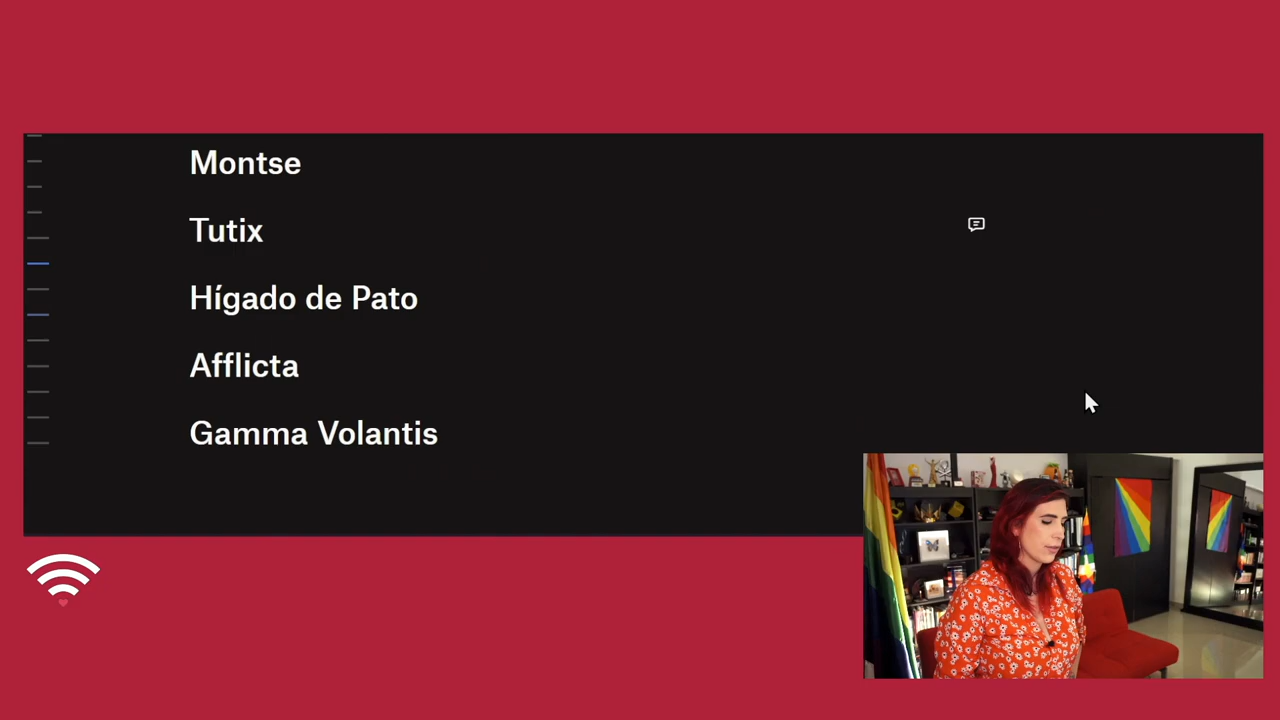 Montse
Tutix
Hígado de Pato
Afflicta
Gamma Volantis